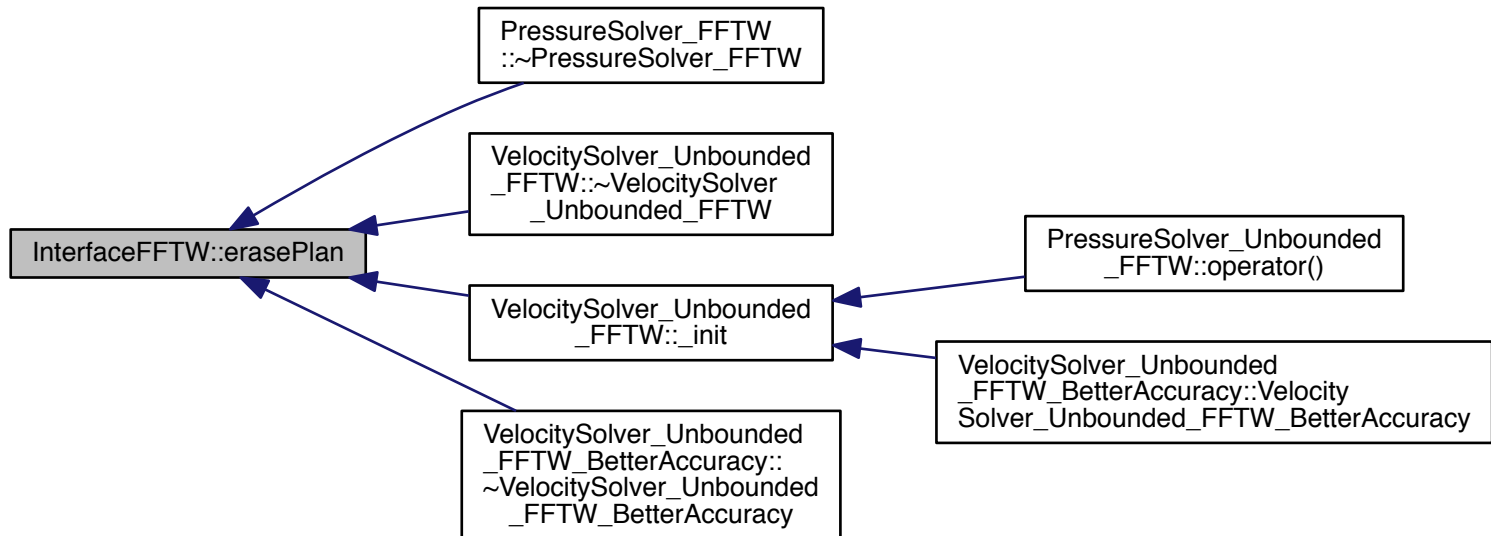 PressureSolver_FFTW
::~PressureSolver_FFTW
VelocitySolver_Unbounded
_FFTW::~VelocitySolver
_Unbounded_FFTW
InterfaceFFTW::erasePlan
VelocitySolver_Unbounded
_FFTW::_init
PressureSolver_Unbounded
_FFTW::operator()
VelocitySolver_Unbounded
_FFTW_BetterAccuracy::Velocity
Solver_Unbounded_FFTW_BetterAccuracy
VelocitySolver_Unbounded
_FFTW_BetterAccuracy::
~VelocitySolver_Unbounded
_FFTW_BetterAccuracy